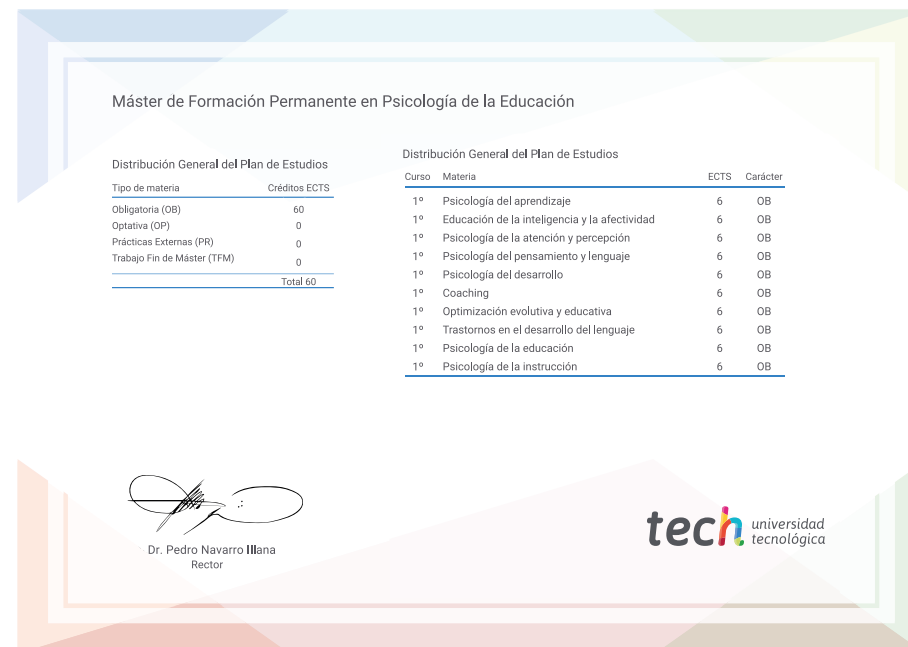 Máster de Formación Permanente en Psicología de la Educación
Distribución General del Plan de Estudios
Tipo de materia Créditos ECTS
Obligatoria (OB) 60
Optativa (OP) 0
Prácticas Externas (PR) 0
Trabajo Fin de Máster (TFM) 0
Total 60
Distribución General del Plan de Estudios
Curso Materia ECTS Carácter
1º Psicología del aprendizaje 6 OB
1º Educación de la inteligencia y la afectividad 6 OB
1º Psicología de la atención y percepción 6 OB
1º Psicología del pensamiento y lenguaje 6 OB
1º Psicología del desarrollo 6 OB
1º Coaching 6 OB
1º Optimización evolutiva y educativa 6 OB
1º Trastornos en el desarrollo del lenguaje 6 OB
1º Psicología de la educación 6 OB
1º Psicología de la instrucción 6 OB
Dr. Pedro Navarro Illana
Rector
tech universidad
tecnológica